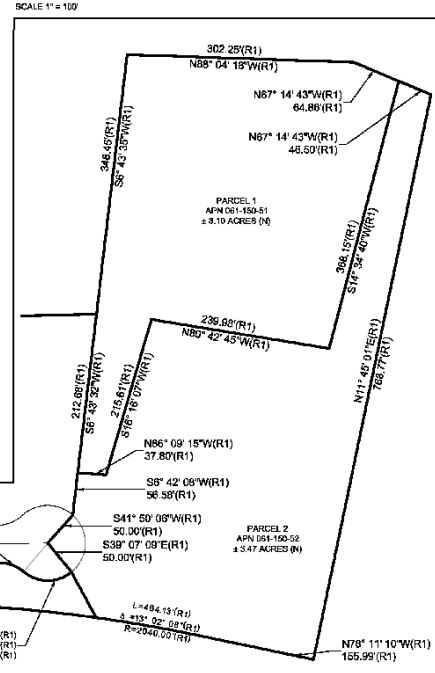 SCALE 1" = 100'
302.25'(R1)
N88° 04' 18"W(R1)
N67° 14' 43"W(R1)
64.86'(R1)
N67° 14' 43"W(R1)
46.50'(R1)
348.45'(R1)
S6° 43' 35"W(R1)
PARCEL 1
APN 061-150-51
± 3.10 ACRES (N)
368.15'(R1)
S14° 34' 40"W(R1)
239.98'(R1)
N80° 42' 45"W(R1)
N11° 45' 01"E(R1)
768.77'(R1)
212.68'(R1)
S6° 43' 32"W(R1)
215.61'(R1)
S16° 16' 07"W(R1)
N86° 09' 15"W(R1)
37.80'(R1)
S6° 42' 08"W(R1)
56.58'(R1)
S41° 50' 06"W(R1)
50.00'(R1)
S39° 07' 09"E(R1)
50.00'(R1)
PARCEL 2
APN 061-150-52
± 3.47 ACRES (N)
L=464.13'(R1)
Δ =13° 02' 08"(R1)
R=2040.00'(R1)
N78° 11' 10"W(R1)
155.99'(R1)
(R1)
(R1)
(R1)